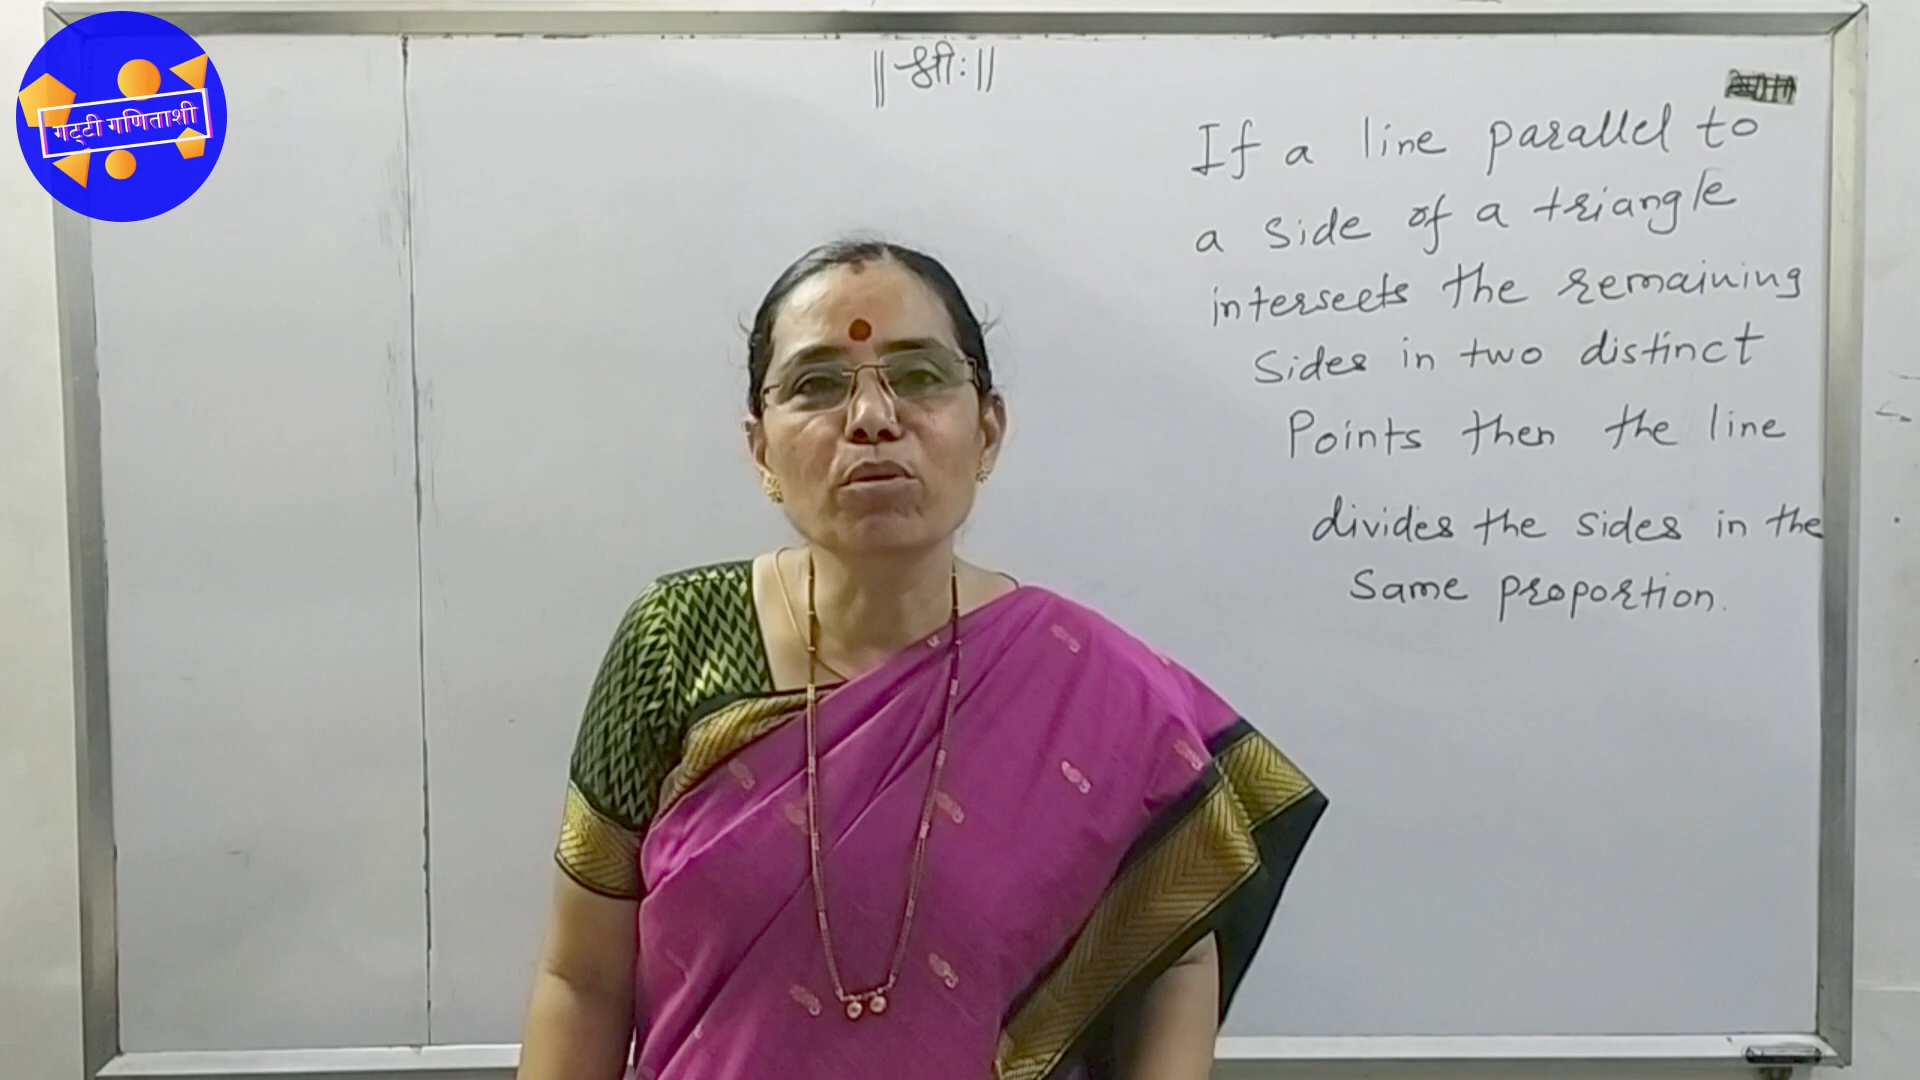 गट्टी गणिताशी
|| श्रीः ||
If a line parallel to
a side of a triangle
intersects the remaining
Sides in two distinct
Points then the line
divides the sides in the
Same proportion.